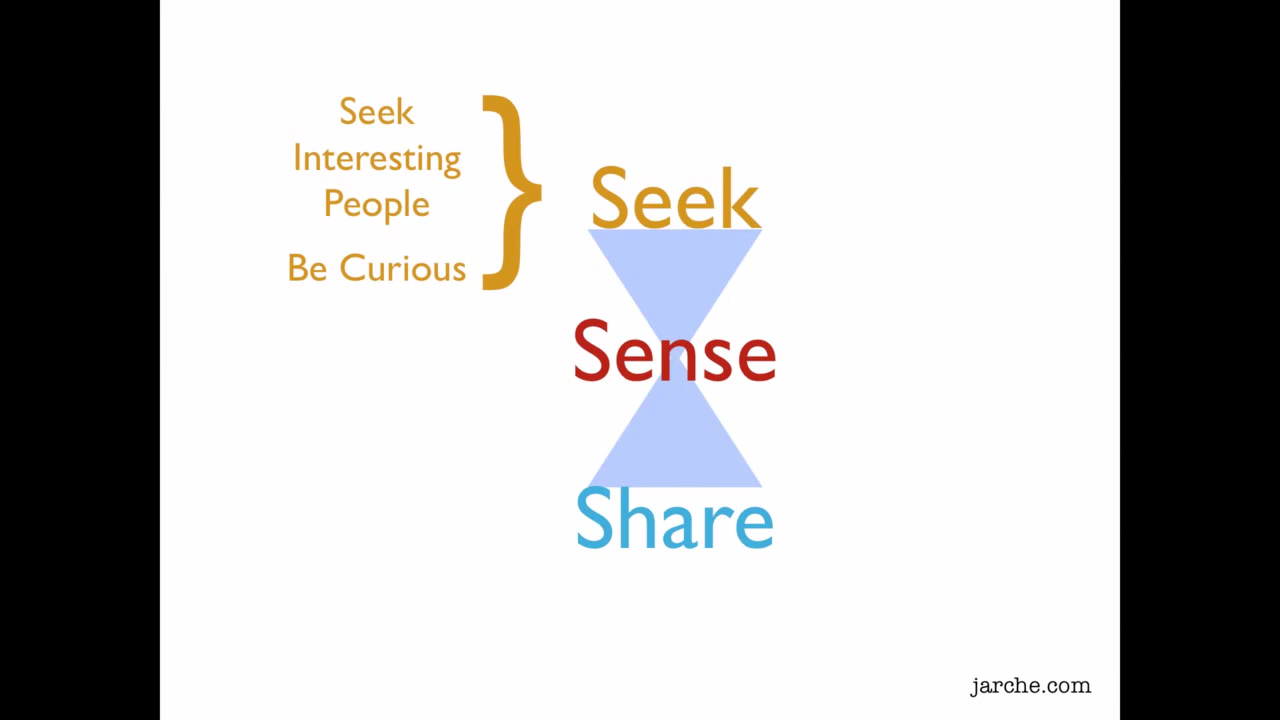 Seek
Interesting
People
Be Curious
Seek
Sense
Share
jarche.com